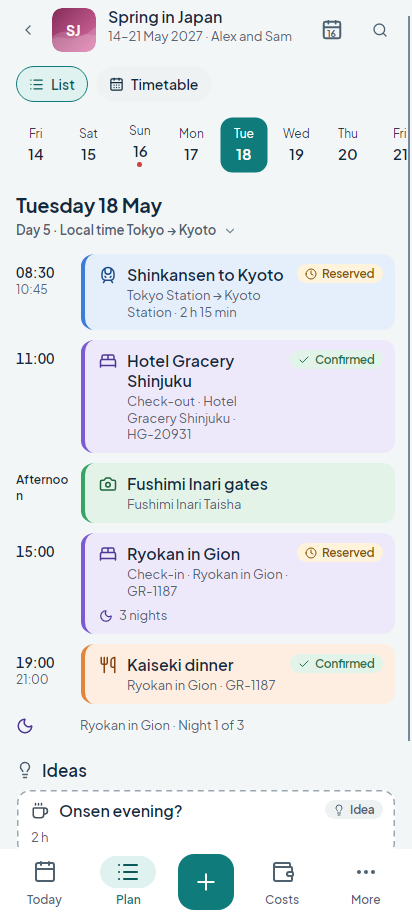 SJ
Spring in Japan
14–21 May 2027 · Alex and Sam
16
List
Timetable
Fri
14
Sat
15
Sun
16
Mon
17
Tue
18
Wed
19
Thu
20
Fri
21
Tuesday 18 May
Day 5 · Local time Tokyo → Kyoto
08:30
10:45
Shinkansen to Kyoto
Reserved
Tokyo Station → Kyoto
Station · 2 h 15 min
11:00
Hotel Gracery
Shinjuku
Confirmed
Check-out · Hotel
Gracery Shinjuku ·
HG-20931
Afternoo
n
Fushimi Inari gates
Fushimi Inari Taisha
15:00
Ryokan in Gion
Reserved
Check-in · Ryokan in Gion ·
GR-1187
3 nights
19:00
21:00
Kaiseki dinner
Confirmed
Ryokan in Gion · GR-1187
Ryokan in Gion · Night 1 of 3
Ideas
Onsen evening?
Idea
2 h
Today
Plan
Costs
More